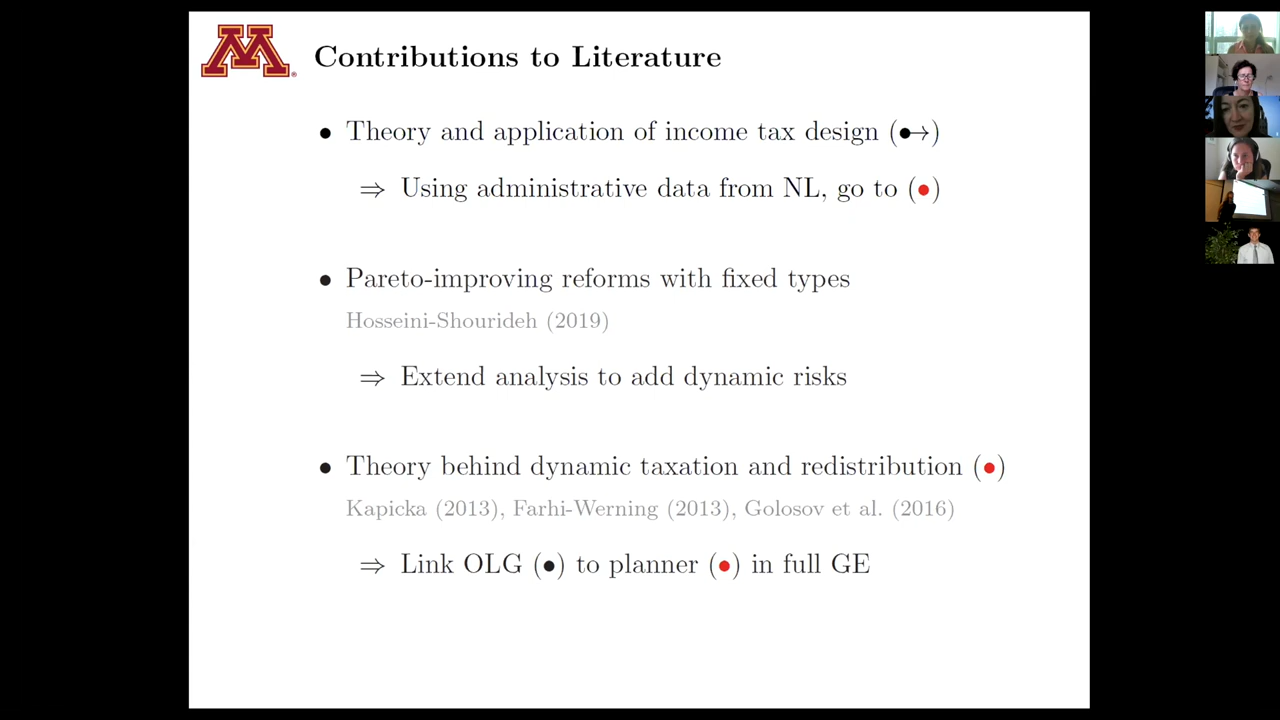 M
Contributions to Literature
• Theory and application of income tax design (●→)
⇒ Using administrative data from NL, go to (●)
• Pareto-improving reforms with fixed types
Hosseini-Shourideh (2019)
⇒ Extend analysis to add dynamic risks
• Theory behind dynamic taxation and redistribution (●)
Kapicka (2013), Farhi-Werning (2013), Golosov et al. (2016)
⇒ Link OLG (●) to planner (●) in full GE